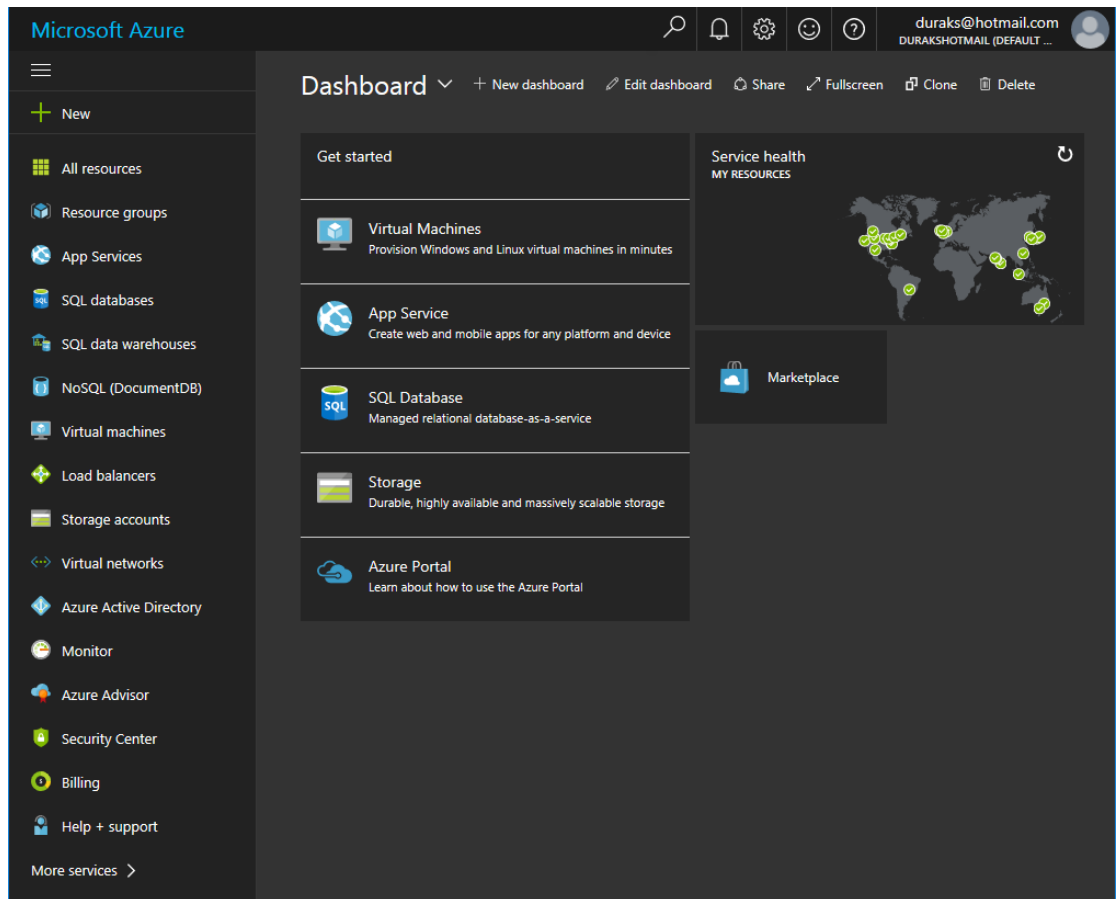 Microsoft Azure
duraks@hotmail.com
DURAKSHOTMAIL (DEFAULT ...
New
All resources
Resource groups
App Services
SQL databases
SQL data warehouses
NoSQL (DocumentDB)
Virtual machines
Load balancers
Storage accounts
Virtual networks
Azure Active Directory
Monitor
Azure Advisor
Security Center
Billing
Help + support
More services
Dashboard
New dashboard
Edit dashboard
Share
Fullscreen
Clone
Delete
Get started
Virtual Machines
Provision Windows and Linux virtual machines in minutes
App Service
Create web and mobile apps for any platform and device
SQL
SQL Database
Managed relational database-as-a-service
Storage
Durable, highly available and massively scalable storage
Azure Portal
Learn about how to use the Azure Portal
Service health
MY RESOURCES
Marketplace